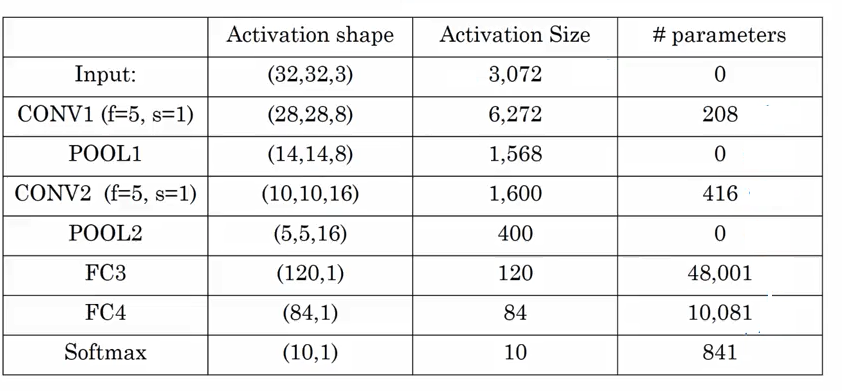 Activation shape Activation Size # parameters
Input: (32,32,3) 3,072 0
CONV1 (f=5, s=1) (28,28,8) 6,272 208
POOL1 (14,14,8) 1,568 0
CONV2 (f=5, s=1) (10,10,16) 1,600 416
POOL2 (5,5,16) 400 0
FC3 (120,1) 120 48,001
FC4 (84,1) 84 10,081
Softmax (10,1) 10 841